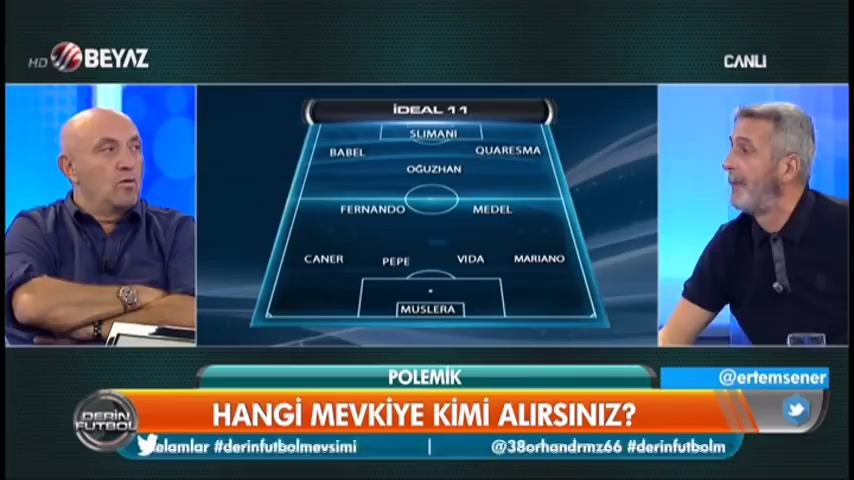 HD BEYAZ
CANLI
İDEAL 11
SLIMANI
BABEL QUARESMA
OĞUZHAN
FERNANDO MEDEL
CANER PEPE VIDA MARIANO
MUSLERA
POLEMİK
@ertemsener
HANGİ MEVKİYE KİMİ ALIRSINIZ?
DERİN FUTBOL
elamlar #derinfutbolmevsimi | @38orhandrmz66 #derinfutbolm